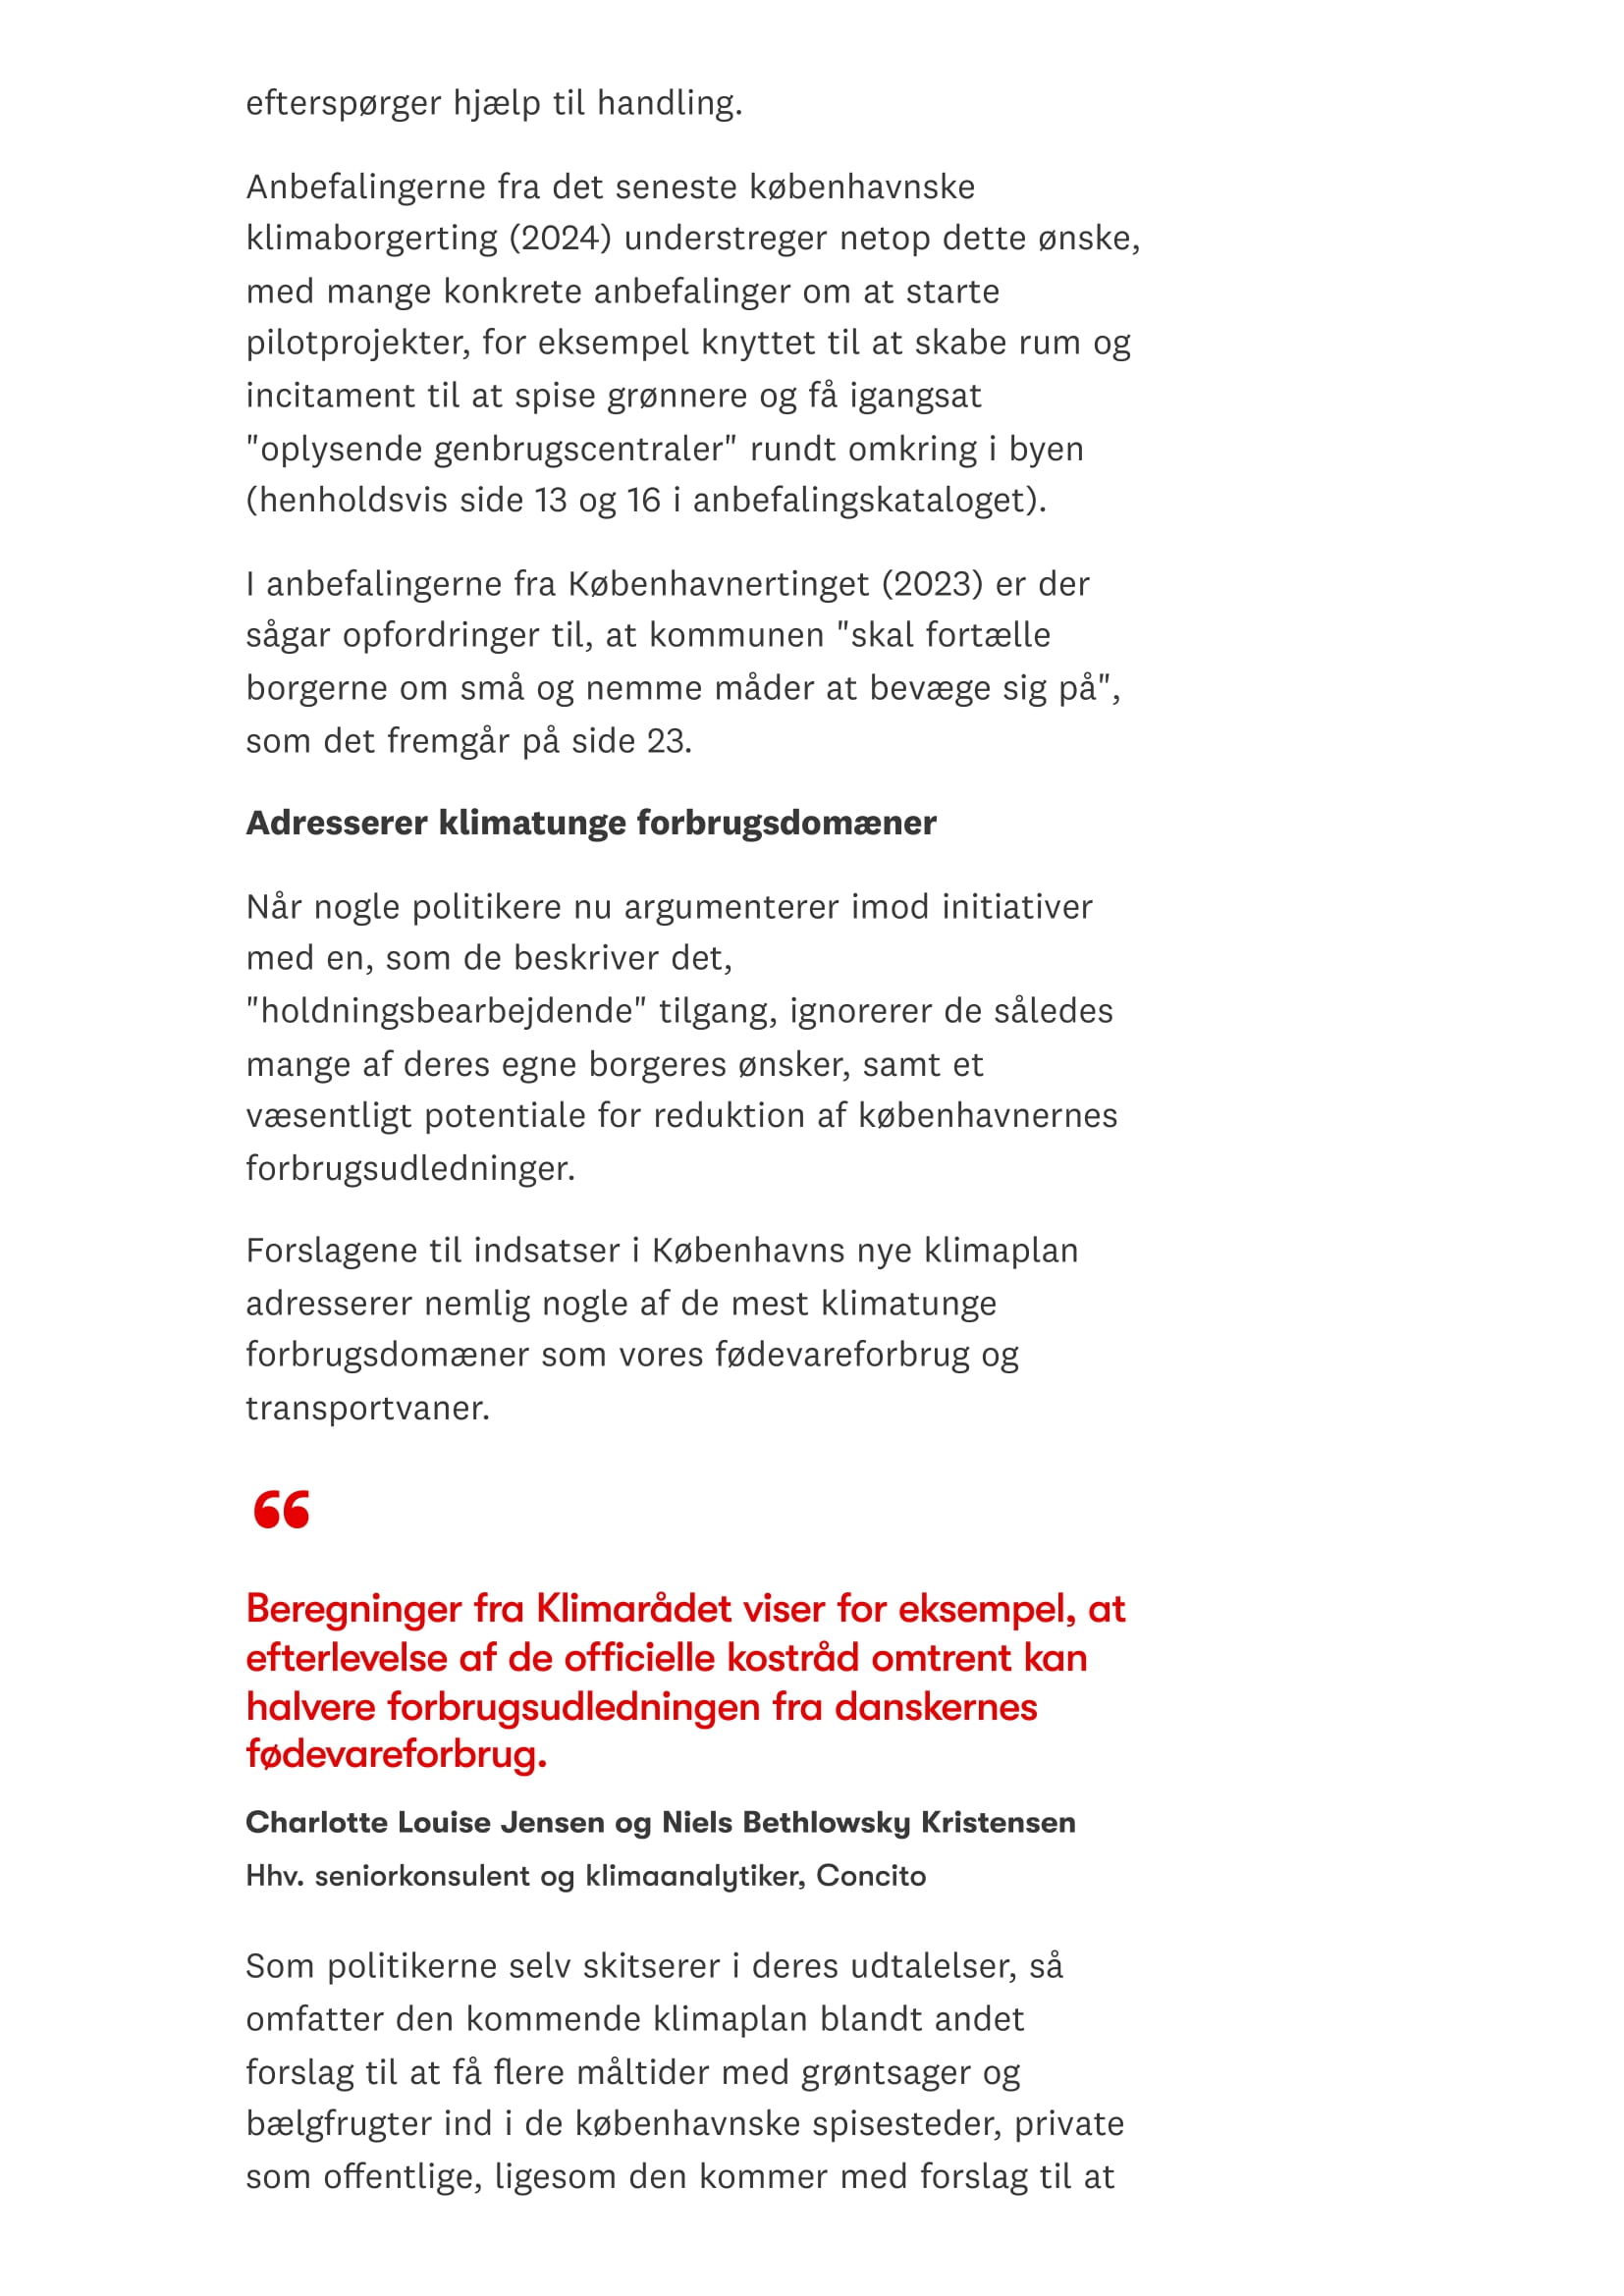 efterspørger hjælp til handling.
Anbefalingerne fra det seneste københavnske
klimaborgerting (2024) understreger netop dette ønske,
med mange konkrete anbefalinger om at starte
pilotprojekter, for eksempel knyttet til at skabe rum og
incitament til at spise grønnere og få igangsat
"oplysende genbrugscentraler" rundt omkring i byen
(henholdsvis side 13 og 16 i anbefalingskataloget).
I anbefalingerne fra Københavnertinget (2023) er der
sågar opfordringer til, at kommunen "skal fortælle
borgerne om små og nemme måder at bevæge sig på",
som det fremgår på side 23.
Adresserer klimatunge forbrugsdomæner
Når nogle politikere nu argumenterer imod initiativer
med en, som de beskriver det,
"holdningsbearbejdende" tilgang, ignorerer de således
mange af deres egne borgeres ønsker, samt et
væsentligt potentiale for reduktion af københavnernes
forbrugsudledninger.
Forslagene til indsatser i Københavns nye klimaplan
adresserer nemlig nogle af de mest klimatunge
forbrugsdomæner som vores fødevareforbrug og
transportvaner.
“
Beregninger fra Klimarådet viser for eksempel, at
efterlevelse af de officielle kostråd omtrent kan
halvere forbrugsudledningen fra danskernes
fødevareforbrug.
Charlotte Louise Jensen og Niels Bethlowsky Kristensen
Hhv. seniorkonsulent og klimaanalytiker, Concito
Som politikerne selv skitserer i deres udtalelser, så
omfatter den kommende klimaplan blandt andet
forslag til at få flere måltider med grøntsager og
bælgfrugter ind i de københavnske spisesteder, private
som offentlige, ligesom den kommer med forslag til at